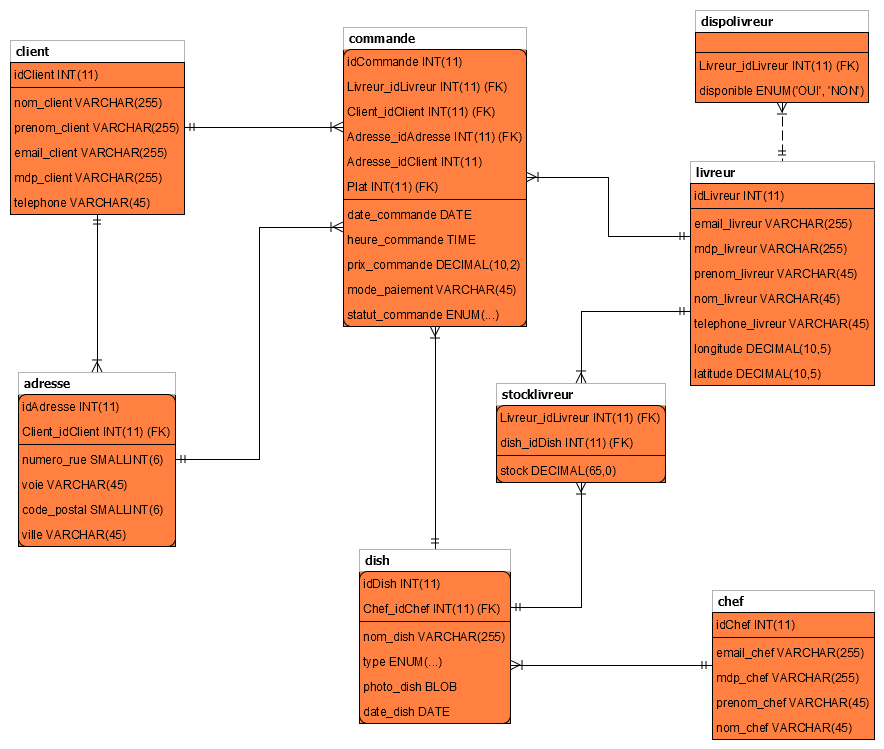 client
idClient INT(11)
nom_client VARCHAR(255)
prenom_client VARCHAR(255)
email_client VARCHAR(255)
mdp_client VARCHAR(255)
telephone VARCHAR(45)
commande
idCommande INT(11)
Livreur_idLivreur INT(11) (FK)
Client_idClient INT(11) (FK)
Adresse_idAdresse INT(11) (FK)
Adresse_idClient INT(11)
Plat INT(11) (FK)
date_commande DATE
heure_commande TIME
prix_commande DECIMAL(10,2)
mode_paiement VARCHAR(45)
statut_commande ENUM(...)
dispolivreur
Livreur_idLivreur INT(11) (FK)
disponible ENUM('OUI', 'NON')
livreur
idLivreur INT(11)
email_livreur VARCHAR(255)
mdp_livreur VARCHAR(255)
prenom_livreur VARCHAR(45)
nom_livreur VARCHAR(45)
telephone_livreur VARCHAR(45)
longitude DECIMAL(10,5)
latitude DECIMAL(10,5)
adresse
idAdresse INT(11)
Client_idClient INT(11) (FK)
numero_rue SMALLINT(6)
voie VARCHAR(45)
code_postal SMALLINT(6)
ville VARCHAR(45)
stocklivreur
Livreur_idLivreur INT(11) (FK)
dish_idDish INT(11) (FK)
stock DECIMAL(65,0)
dish
idDish INT(11)
Chef_idChef INT(11) (FK)
nom_dish VARCHAR(255)
type ENUM(...)
photo_dish BLOB
date_dish DATE
chef
idChef INT(11)
email_chef VARCHAR(255)
mdp_chef VARCHAR(255)
prenom_chef VARCHAR(45)
nom_chef VARCHAR(45)